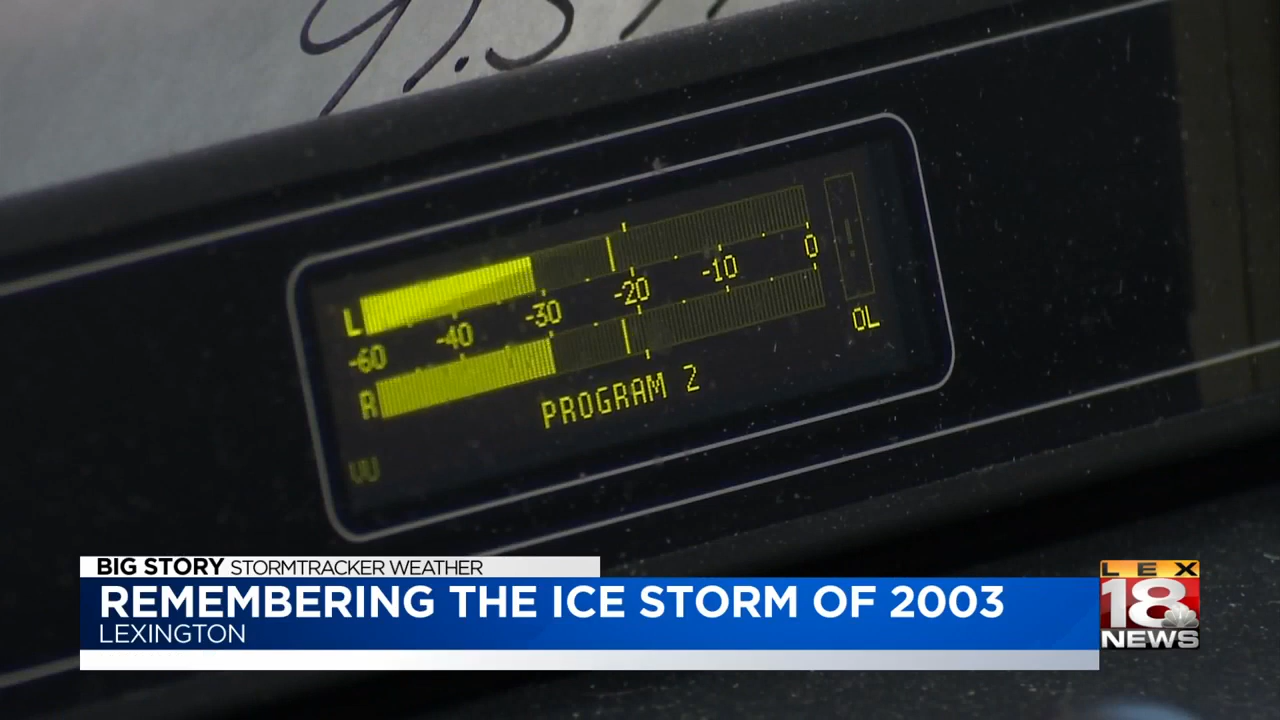 L
-60 -40 -30 -20 -10 0
R
OL
PROGRAM 2
VU
BIG STORY STORMTRACKER WEATHER
REMEMBERING THE ICE STORM OF 2003
LEXINGTON
LEX
18
NEWS